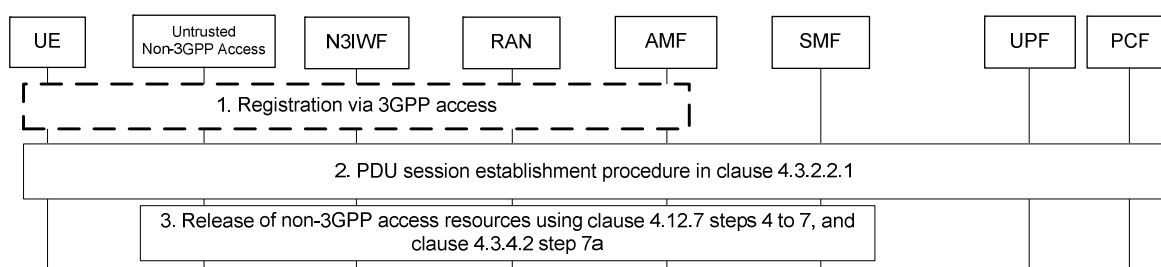 UE
Untrusted
Non-3GPP Access
N3IWF
RAN
AMF
SMF
UPF
PCF
1. Registration via 3GPP access
2. PDU session establishment procedure in clause 4.3.2.2.1
3. Release of non-3GPP access resources using clause 4.12.7 steps 4 to 7, and
clause 4.3.4.2 step 7a